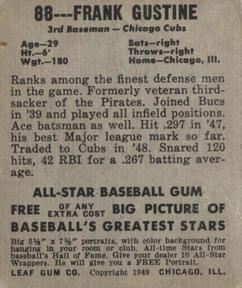 88---FRANK GUSTINE
3rd Baseman — Chicago Cubs
Age—29 Bats—right
Ht.—6' Throws—right
Wgt.—180 Home—Chicago, Ill.
Ranks among the finest defense men
in the game. Formerly veteran third-
sacker of the Pirates. Joined Bucs
in '39 and played all infield positions.
Ace batsman as well. Hit .297 in '47,
his best Major league mark so far.
Traded to Cubs in '48. Snared 120
hits, 42 RBI for a .267 batting aver-
age.
ALL-STAR BASEBALL GUM
FREE OF ANY EXTRA COST BIG PICTURE OF
BASEBALL'S GREATEST STARS
Big 5½" x 7½" portraits, with color background
for hanging in your room or club. All-Stars from
baseball's Hall of Fame. Give your dealer 10 All-Star
Wrappers. He will give you a FREE Portrait.
LEAF GUM CO. Copyright 1949 CHICAGO, ILL.